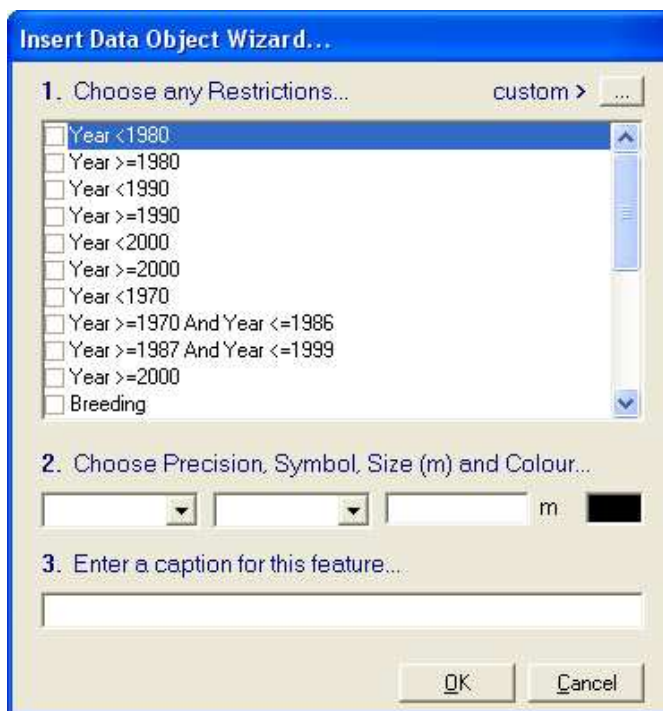 Insert Data Object Wizard...
1. Choose any Restrictions... custom > ...
Year <1980
Year >=1980
Year <1990
Year >=1990
Year <2000
Year >=2000
Year <1970
Year >=1970 And Year <=1986
Year >=1987 And Year <=1999
Year >=2000
Breeding
2. Choose Precision, Symbol, Size (m) and Colour...
m
3. Enter a caption for this feature...
OK Cancel